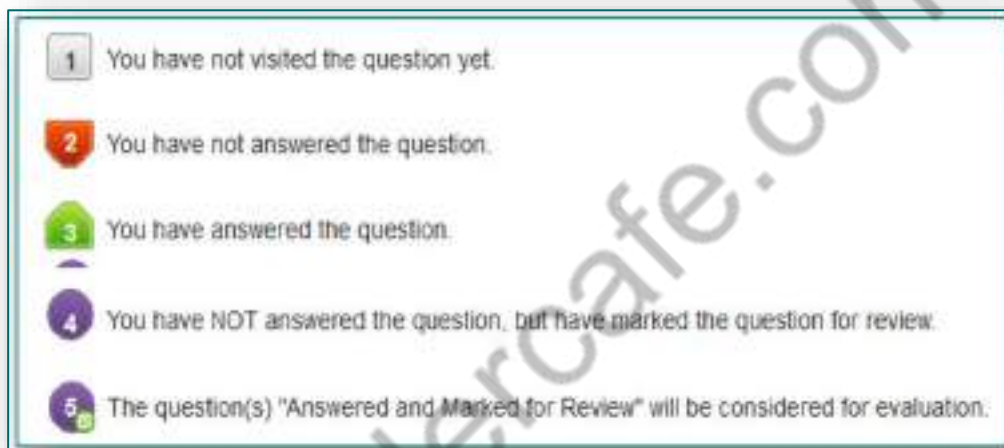 1 You have not visited the question yet.
2 You have not answered the question.
3 You have answered the question.
4 You have NOT answered the question, but have marked the question for review.
5 The question(s) "Answered and Marked for Review" will be considered for evaluation.
ercafe.com